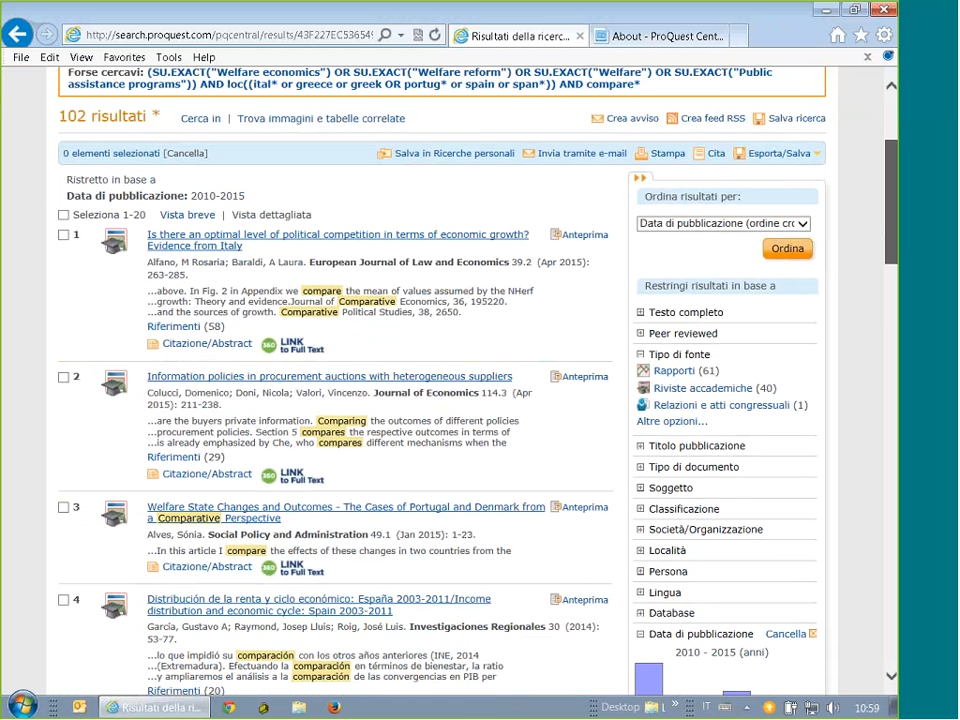 http://search.proquest.com/pqcentral/results/43F227EC536549
Risultati della ricerc...
About - ProQuest Cent...
File Edit View Favorites Tools Help
Forse cercavi: (SU.EXACT("Welfare economics") OR SU.EXACT("Welfare reform") OR SU.EXACT("Welfare") OR SU.EXACT("Public
assistance programs")) AND loc((ital* or greece or greek OR portug* or spain or span*)) AND compare*
102 risultati * Cerca in | Trova immagini e tabelle correlate
Crea avviso Crea feed RSS Salva ricerca
0 elementi selezionati [Cancella] Salva in Ricerche personali Invia tramite e-mail Stampa Cita Esporta/Salva
Ristretto in base a
Data di pubblicazione: 2010-2015
Seleziona 1-20 Vista breve | Vista dettagliata
1 Is there an optimal level of political competition in terms of economic growth? Anteprima
Evidence from Italy
Alfano, M Rosaria; Baraldi, A Laura. European Journal of Law and Economics 39.2 (Apr 2015):
263-285.
...above. In Fig. 2 in Appendix we compare the mean of values assumed by the NHerf
...growth: Theory and evidence.Journal of Comparative Economics, 36, 195220.
...and the sources of growth. Comparative Political Studies, 38, 2650.
Riferimenti (58)
Citazione/Abstract 360 LINK
to Full Text
2 Information policies in procurement auctions with heterogeneous suppliers Anteprima
Colucci, Domenico; Doni, Nicola; Valori, Vincenzo. Journal of Economics 114.3 (Apr
2015): 211-238.
...are the buyers private information. Comparing the outcomes of different policies
...procurement policies. Section 5 compares the respective outcomes in terms of
...is already emphasized by Che, who compares different mechanisms when the
Riferimenti (29)
Citazione/Abstract 360 LINK
to Full Text
3 Welfare State Changes and Outcomes - The Cases of Portugal and Denmark from Anteprima
a Comparative Perspective
Alves, Sónia. Social Policy and Administration 49.1 (Jan 2015): 1-23.
...In this article I compare the effects of these changes in two countries from the
Citazione/Abstract 360 LINK
to Full Text
4 Distribución de la renta y ciclo económico: España 2003-2011/Income Anteprima
distribution and economic cycle: Spain 2003-2011
García, Gustavo A; Raymond, Josep Lluis; Roig, José Luis. Investigaciones Regionales 30 (2014):
53-77.
...lo que impidió su comparación con los otros años anteriores (INE, 2014
...(Extremadura). Efectuando la comparación en términos de bienestar, la ratio
...y ampliaremos el análisis a la comparación de las convergencias en PIB per
Riferimenti (20)
Ordina risultati per:
Data di pubblicazione (ordine crc
Ordina
Restringi risultati in base a
Testo completo
Peer reviewed
Tipo di fonte
Rapporti (61)
Riviste accademiche (40)
Relazioni e atti congressuali (1)
Altre opzioni...
Titolo pubblicazione
Tipo di documento
Soggetto
Classificazione
Società/Organizzazione
Località
Persona
Lingua
Database
Data di pubblicazione Cancella
2010 - 2015 (anni)
Risultati della ri...
Desktop L » IT 10:59